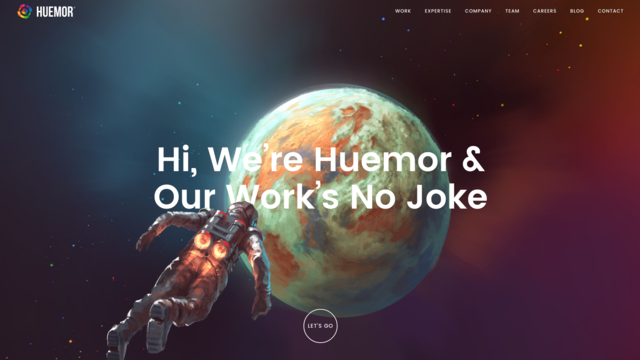 HUEMOR
WORK EXPERTISE COMPANY TEAM CAREERS BLOG CONTACT
Hi, We're Huemor &
Our Work's No Joke
LET'S GO